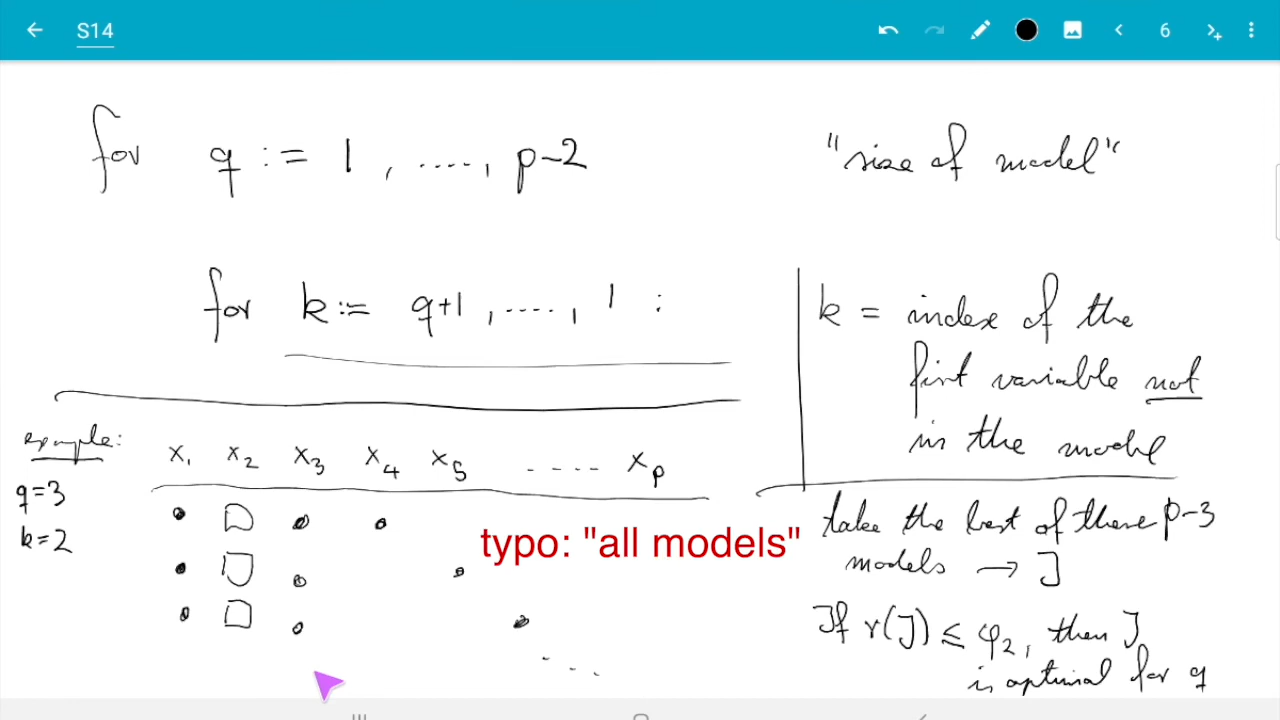 S14
6
for q := 1 , ...., p-2
"size of model"
for k := q+1 , ...., 1 :
k = index of the
first variable not
in the model
example:
q=3
k=2
x₁ x₂ x₃ x₄ x₅ .... xₚ
typo: "all models"
take the best of these p-3
models → J
If r(J) ≤ φ₂, then J
is optimal for q